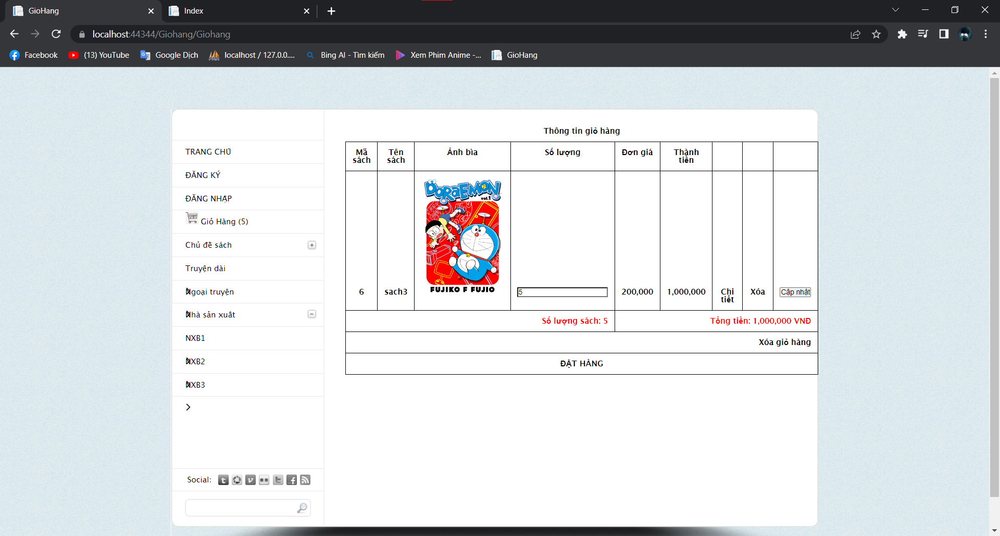 GioHang
Index
localhost:44344/Giohang/Giohang
Facebook
(13) YouTube
Google Dịch
localhost / 127.0.0....
Bing AI - Tìm kiếm
Xem Phim Anime -...
GioHang
TRANG CHỦ
ĐĂNG KÝ
ĐĂNG NHẬP
Giỏ Hàng (5)
Chủ đề sách
Truyện dài
Ngoại truyện
Nhà sản xuất
NXB1
NXB2
NXB3
Social:
Thông tin giỏ hàng
Mã sách
Tên sách
Ảnh bìa
Số lượng
Đơn giá
Thành tiền
6
sach3
DORAEMON
vol.1
FUJIKO F FUJIO
5
200,000
1,000,000
Chi tiết
Xóa
Cập nhật
Số lượng sách: 5
Tổng tiền: 1,000,000 VNĐ
Xóa giỏ hàng
ĐẶT HÀNG